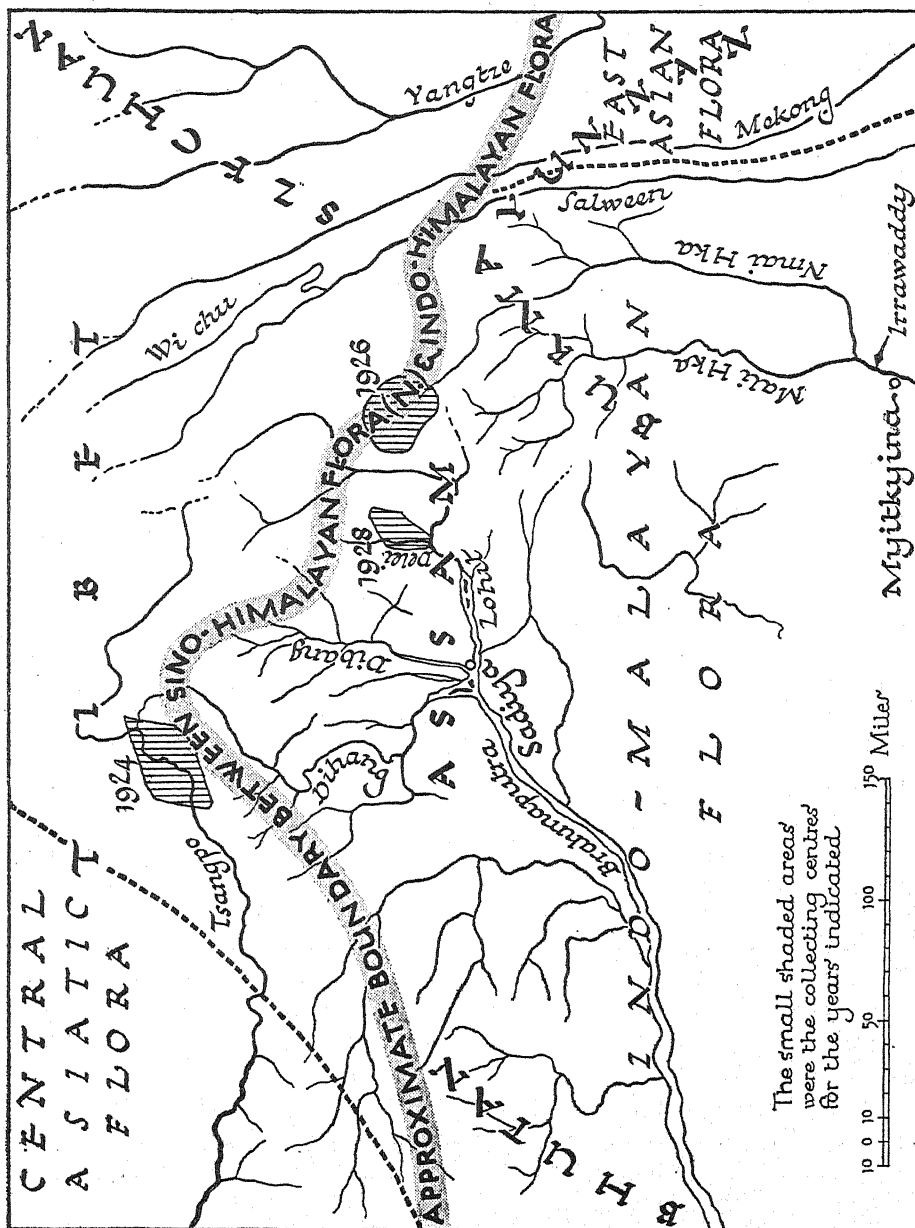 CENTRAL
ASIATIC
FLORA
TIBET
SZETCHUAN
Yangtze
Wi chu
Tsangpo
1924
1926
1928
APPROXIMATE BOUNDARY BETWEEN SINO-HIMALAYAN FLORA (N) & INDO-HIMALAYAN FLORA
EAST
ASIAN
FLORA
YUNNAN
Mekong
Salween
Nmai Hka
Mali Hka
Irrawaddy
Myitkyina
BURMA
Dihang
Dibang
Delei
Lohit
Sadiya
Brahmaputra
ASSAM
BHUTAN
INDO-MALAYAN
FLORA
The small shaded areas
were the collecting centres
for the years indicated
10 0 10 50 100 150 Miles